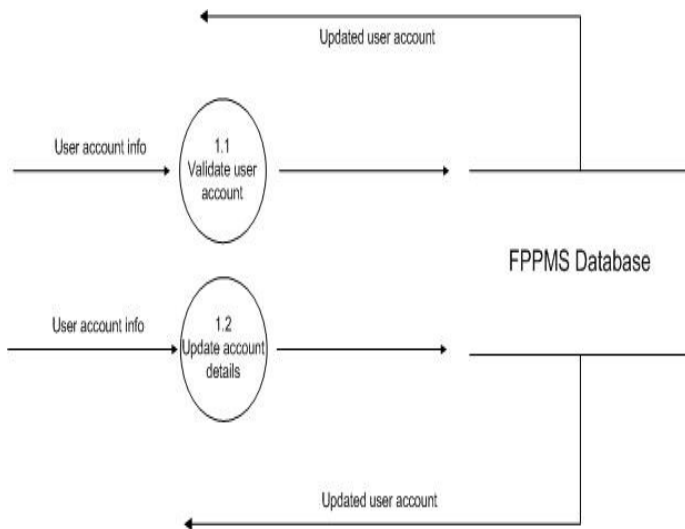 Updated user account
User account info
1.1
Validate user
account
FPPMS Database
User account info
1.2
Update account
details
Updated user account